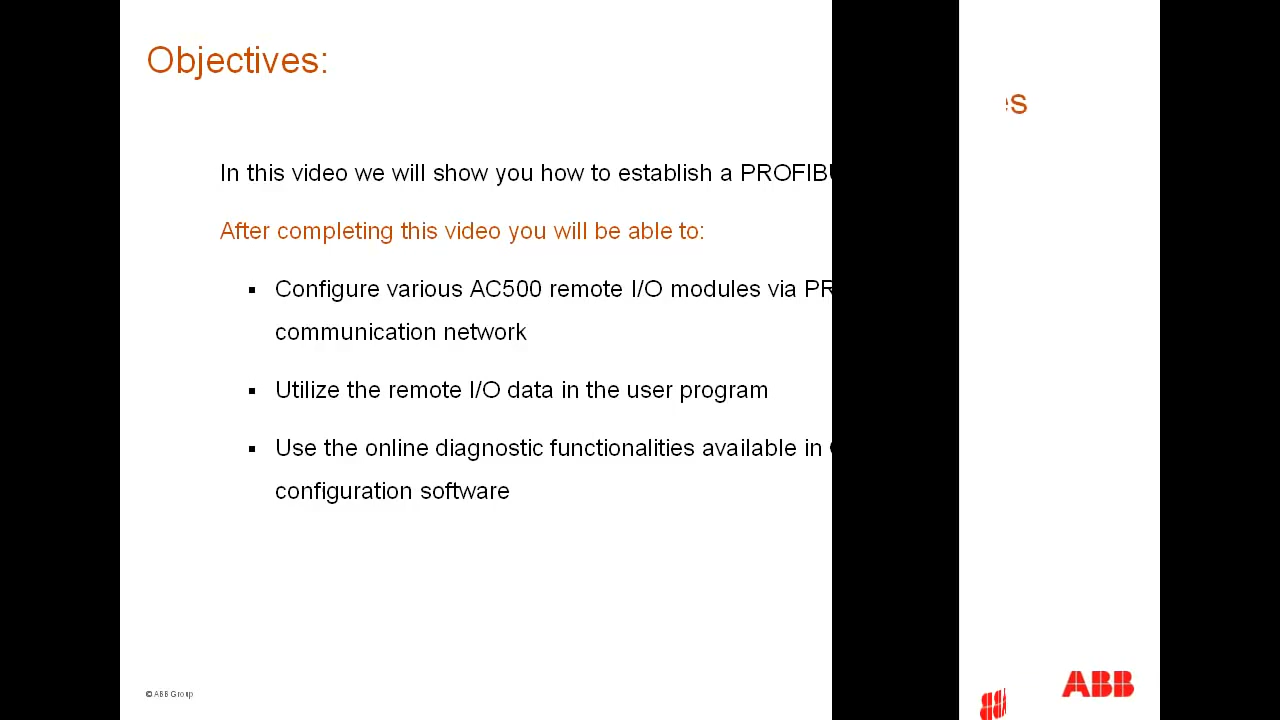 Objectives:
es
In this video we will show you how to establish a PROFIBU
After completing this video you will be able to:
▪ Configure various AC500 remote I/O modules via PR
communication network
▪ Utilize the remote I/O data in the user program
▪ Use the online diagnostic functionalities available in
configuration software
© ABB Group
ABB